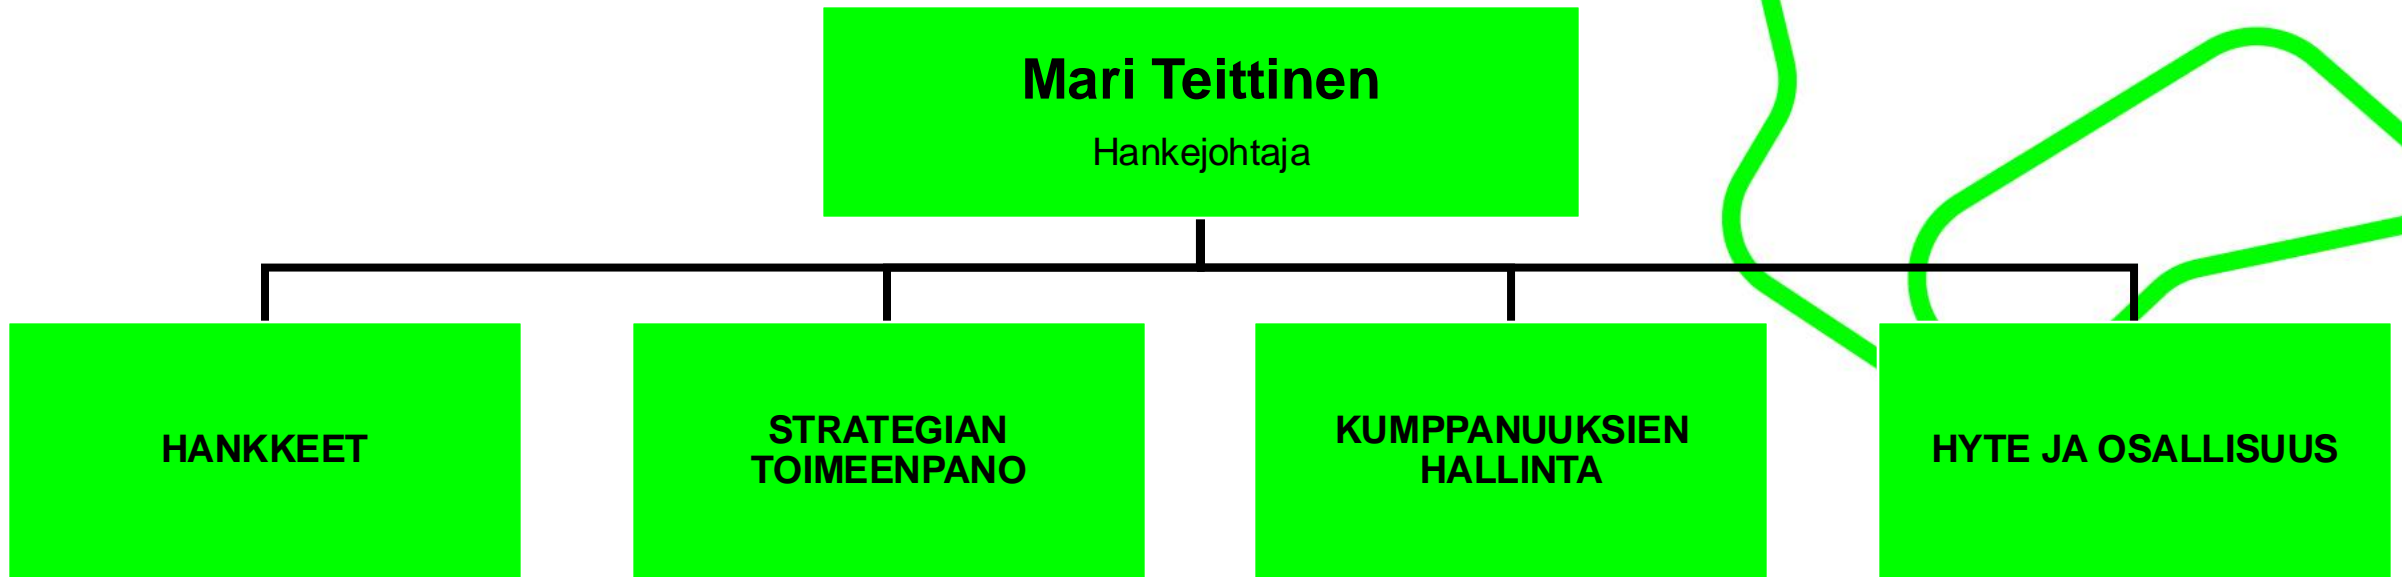 Mari Teittinen
Hankejohtaja
HANKKEET
STRATEGIAN
TOIMEENPANO
KUMPPANUUKSIEN
HALLINTA
HYTE JA OSALLISUUS